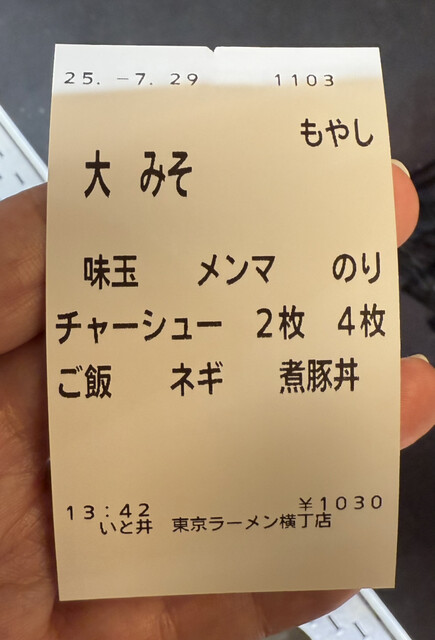 25. -7. 29 1103
もやし
大 みそ
味玉 メンマ のり
チャーシュー 2枚 4枚
ご飯 ネギ 煮豚丼
13:42 ¥1030
いと井 東京ラーメン横丁店